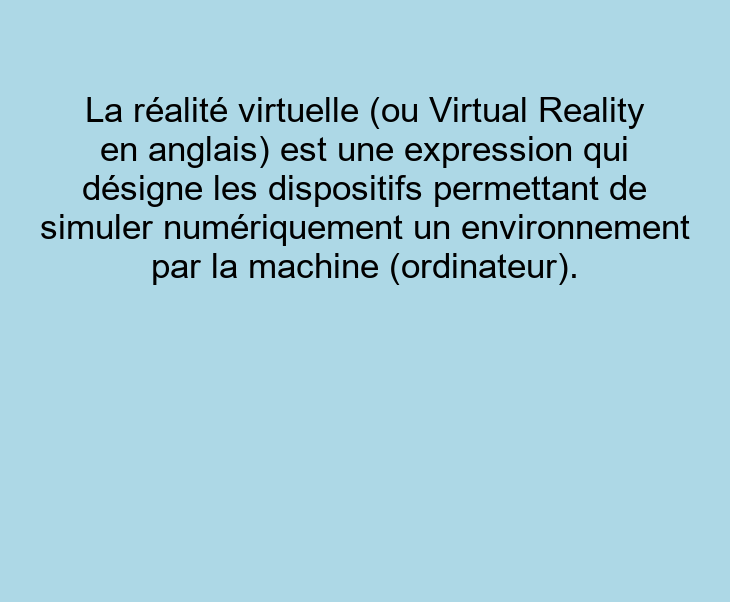 La réalité virtuelle (ou Virtual Reality
en anglais) est une expression qui
désigne les dispositifs permettant de
simuler numériquement un environnement
par la machine (ordinateur).